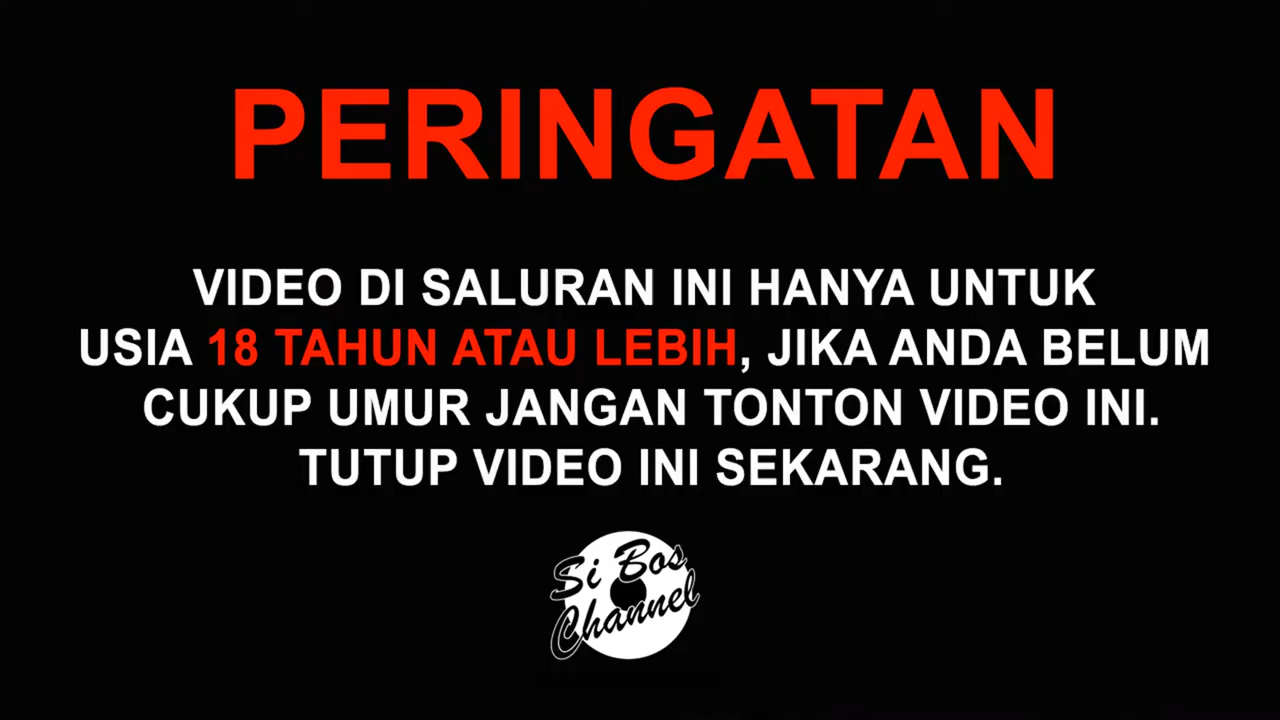 PERINGATAN
VIDEO DI SALURAN INI HANYA UNTUK
USIA 18 TAHUN ATAU LEBIH, JIKA ANDA BELUM
CUKUP UMUR JANGAN TONTON VIDEO INI.
TUTUP VIDEO INI SEKARANG.
Si Bos
Channel